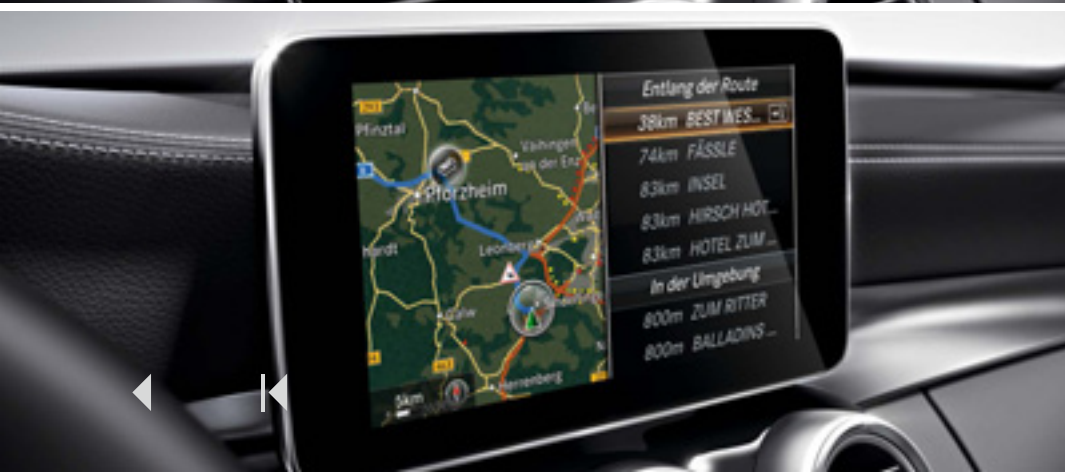 Pfinztal
Vaihingen
an der Enz
Pforzheim
Leonberg
Calw
Herrenberg
5km
Entlang der Route
38km BEST WES...
74km FÄSSLE
83km INSEL
83km HIRSCH HOT...
83km HOTEL ZUM ...
In der Umgebung
800m ZUM RITTER
800m BALLADINS ...